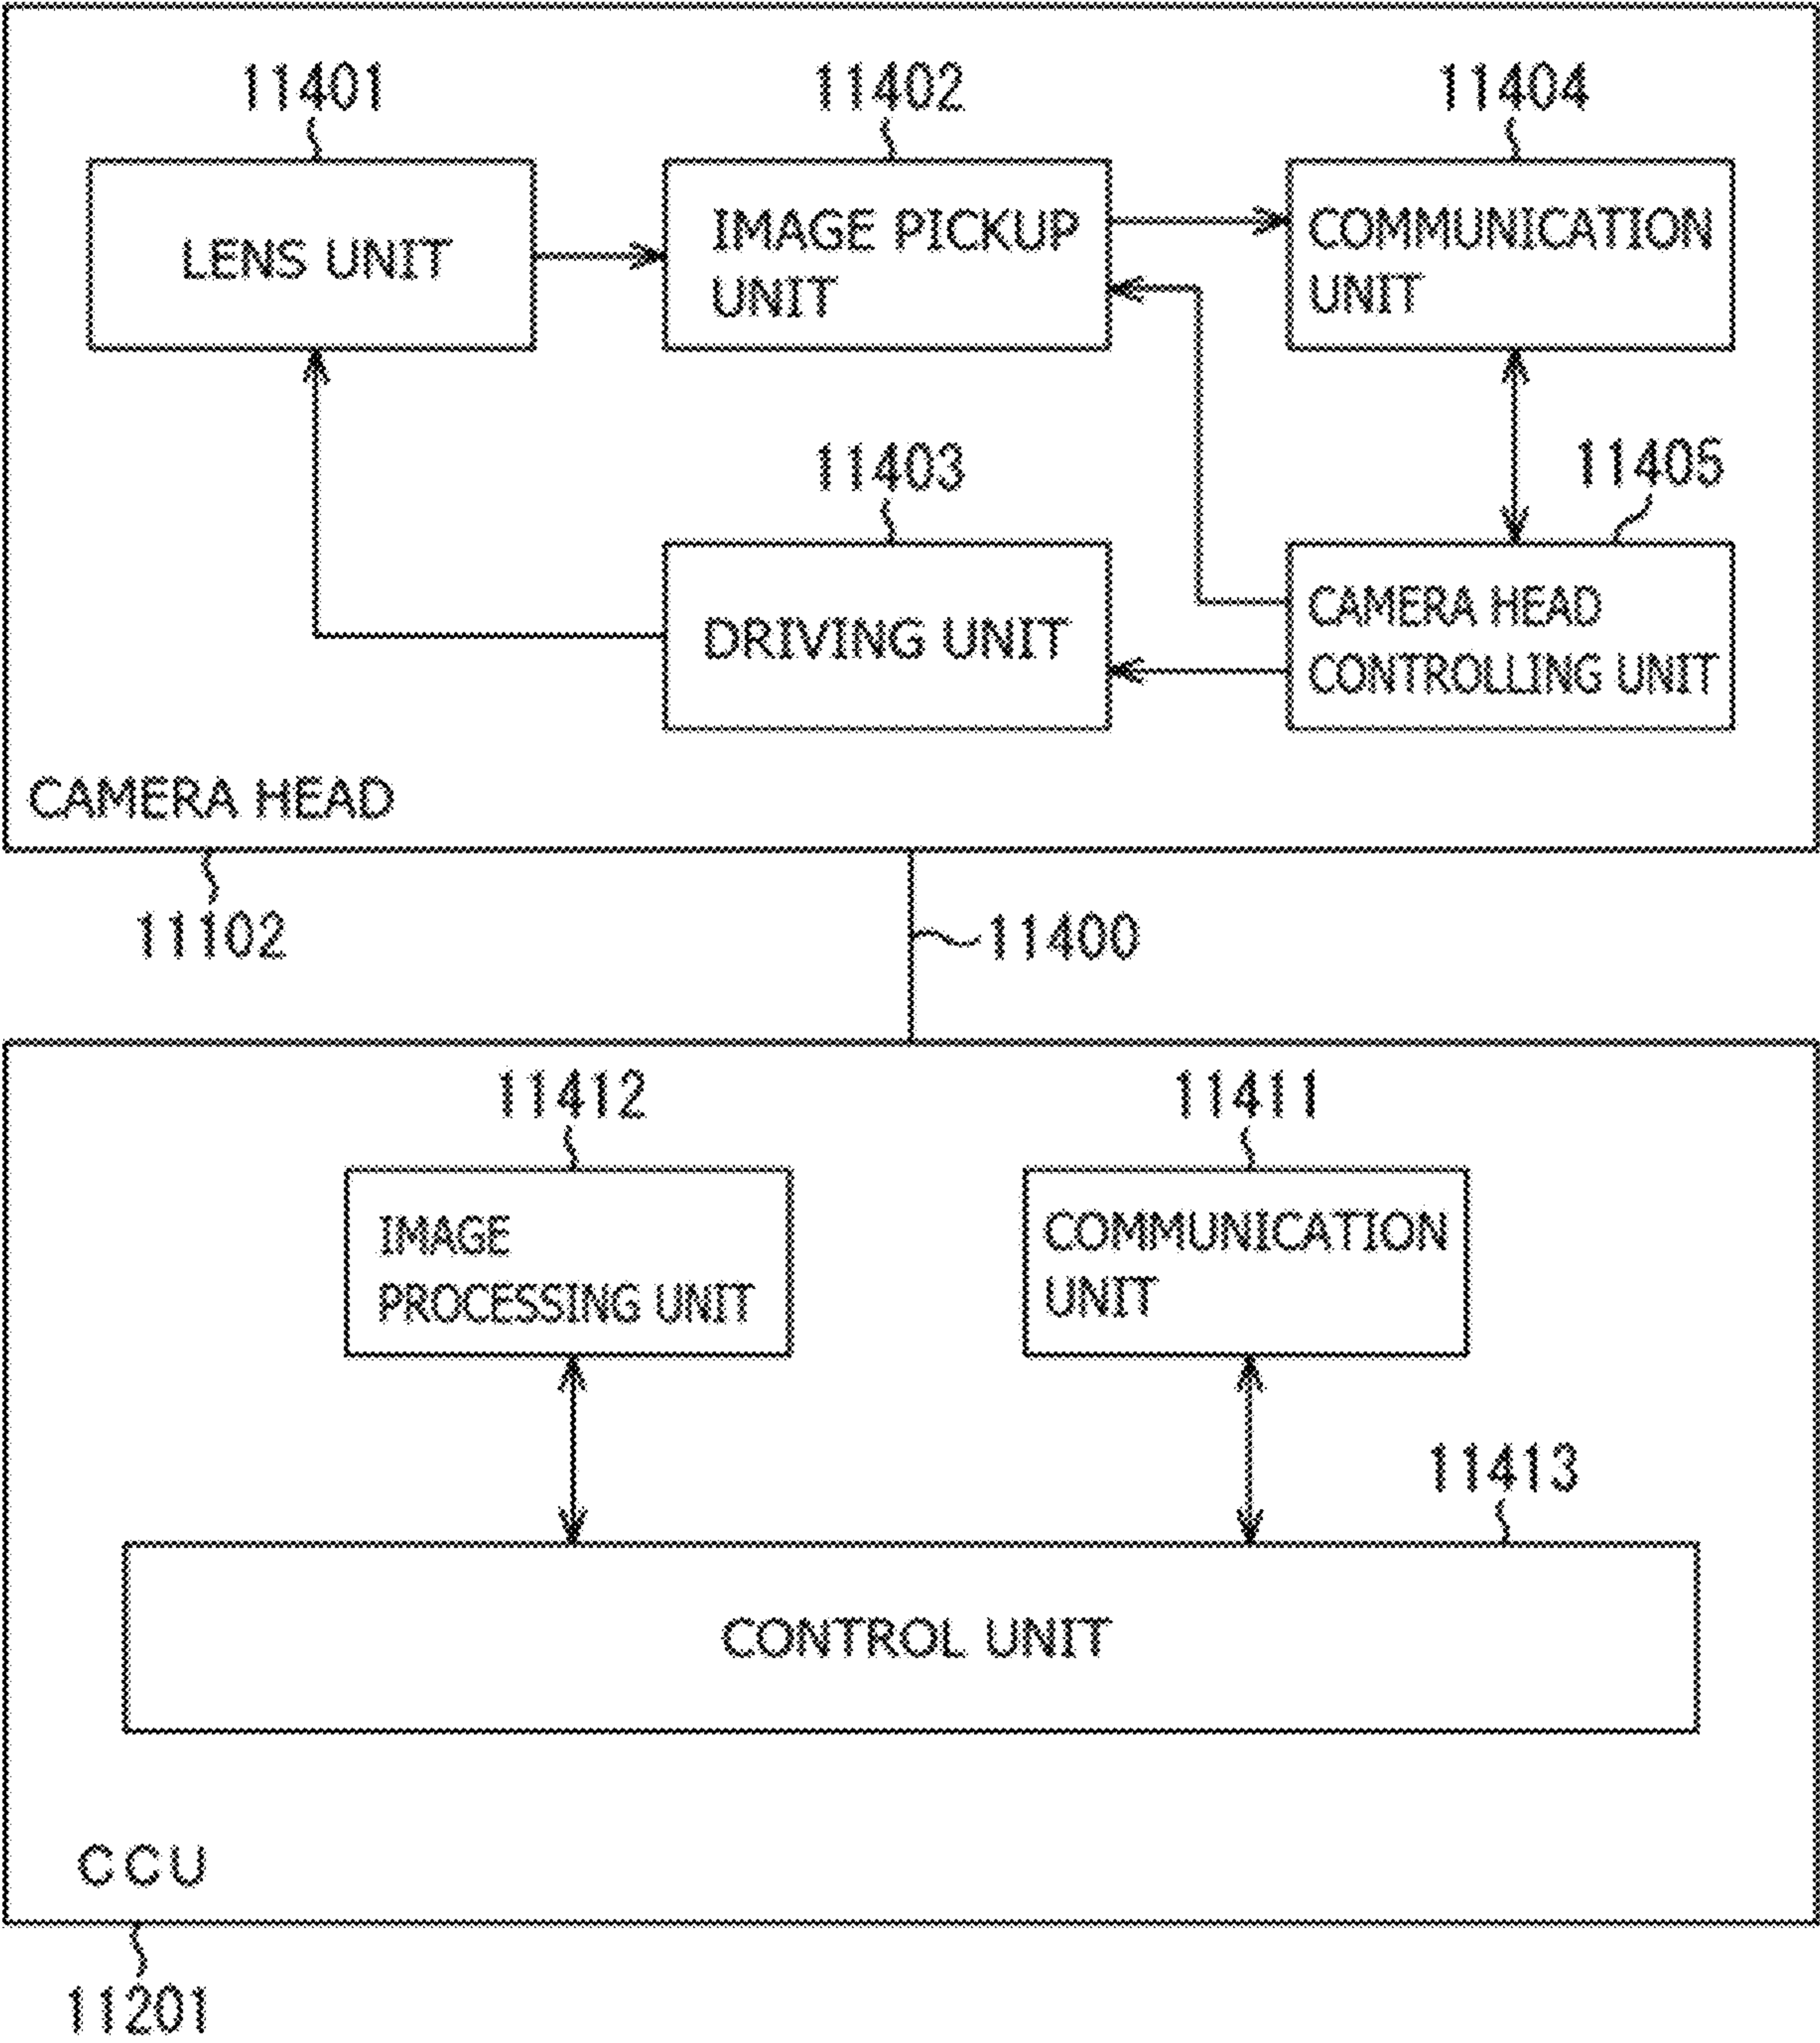 11401
11402
11404
LENS UNIT
IMAGE PICKUP
UNIT
COMMUNICATION
UNIT
11403
11405
DRIVING UNIT
CAMERA HEAD
CONTROLLING UNIT
CAMERA HEAD
11102
11400
11412
11411
IMAGE
PROCESSING UNIT
COMMUNICATION
UNIT
11413
CONTROL UNIT
CCU
11201